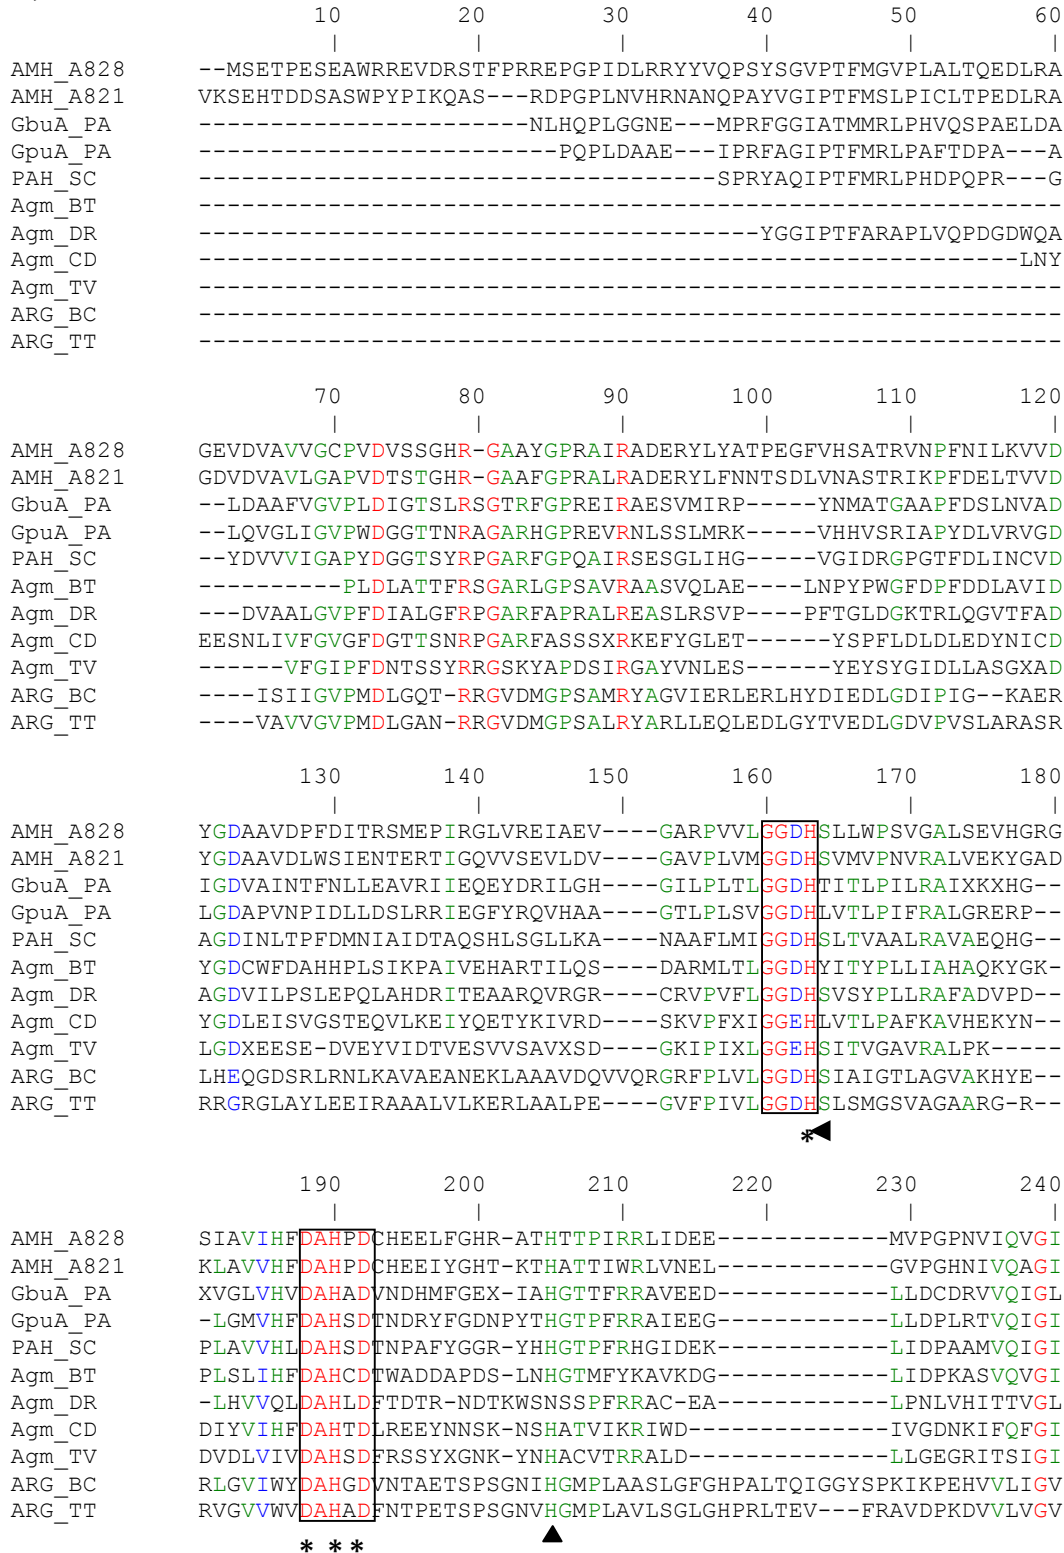 10 20 30 40 50 60
| | | | | |
AMH_A828 --MSETPESEAWRREVDRSTFPRREPGPIDLRRYYVQPSYSGVPTFMGVPLALTQEDLRA
AMH_A821 VKSEHTDDSASWPYPIKQAS---RDPGPLNVHRNANQPAYVGIPTFMSLPICLTPEDLRA
GbuA_PA -----------------------NLHQPLGGNE---MPRFGGIATMMRLPHVQSPAELDA
GpuA_PA -------------------------PQPLDAAE---IPRFAGIPTFMRLPAFTDPA---A
PAH_SC ------------------------------------SPRYAQIPTFMRLPHDPQPR---G
Agm_BT ------------------------------------------------------------
Agm_DR ---------------------------------------YGGIPTFARAPLVQPDGDWQA
Agm_CD ---------------------------------------------------------LNY
Agm_TV ------------------------------------------------------------
ARG_BC ------------------------------------------------------------
ARG_TT ------------------------------------------------------------
70 80 90 100 110 120
| | | | | |
AMH_A828 GEVDVAVVGCPVDVSSGHR-GAAYGPRAIRADERYLYATPEGFVHSATRVNPFNILKVVD
AMH_A821 GDVDVAVLGAPVDTSTGHR-GAAFGPRALRADERYLFNNTSDLVNASTRIKPFDELTVVD
GbuA_PA --LDAAFVGVPLDIGTSLRSGTRFGPREIRAESVMIRP-----YNMATGAAPFDSLNVAD
GpuA_PA --LQVGLIGVPWDGGTTNRAGARHGPREVRNLSSLMRK-----VHHVSRIAPYDLVRVGD
PAH_SC --YDVVVIGAPYDGGTSYRPGARFGPQAIRSESGLIHG-----VGIDRGPGTFDLINCVD
Agm_BT ----------PLDLATTFRSGARLGPSAVRAASVQLAE----LNPYPWGFDPFDDLAVID
Agm_DR ---DVAALGVPFDIALGFRPGARFAPRALREASLRSVP----PFTGLDGKTRLQGVTFAD
Agm_CD EESNLIVFGVGFDGTTSNRPGARFASSSXRKEFYGLET------YSPFLDLDLEDYNICD
Agm_TV ------VFGIPFDNTSSYRRGSKYAPDSIRGAYVNLES------YEYSYGIDLLASGXAD
ARG_BC ----ISIIGVPMDLGQT-RRGVDMGPSAMRYAGVIERLERLHYDIEDLGDIPIG--KAER
ARG_TT ----VAVVGVPMDLGAN-RRGVDMGPSALRYARLLEQLEDLGYTVEDLGDVPVSLARASR
130 140 150 160 170 180
| | | | | |
AMH_A828 YGDAAVDPFDITRSMEPIRGLVREIAEV----GARPVVLGGDHSLLWPSVGALSEVHGRG
AMH_A821 YGDAAVDLWSIENTERTIGQVVSEVLDV----GAVPLVMGGDHSVMVPNVRALVEKYGAD
GbuA_PA IGDVAINTFNLLEAVRIIEQEYDRILGH----GILPLTLGGDHTITLPILRAIXKXHG--
GpuA_PA LGDAPVNPIDLLDSLRRIEGFYRQVHAA----GTLPLSVGGDHLVTLPIFRALGRERP--
PAH_SC AGDINLTPFDMNIAIDTAQSHLSGLLKA----NAAFLMIGGDHSLTVAALRAVAEQHG--
Agm_BT YGDCWFDAHHPLSIKPAIVEHARTILQS----DARMLTLGGDHYITYPLLIAHAQKYGK-
Agm_DR AGDVILPSLEPQLAHDRITEAARQVRGR----CRVPVFLGGDHSVSYPLLRAFADVPD--
Agm_CD YGDLEISVGSTEQVLKEIYQETYKIVRD----SKVPFXIGGEHLVTLPAFKAVHEKYN--
Agm_TV LGDXEESE-DVEYVIDTVESVVSAVXSD----GKIPIXLGGEHSITVGAVRALPK-----
ARG_BC LHEQGDSRLRNLKAVAEANEKLAAAVDQVVQRGRFPLVLGGDHSIAIGTLAGVAKHYE--
ARG_TT RRGRGLAYLEEIRAAALVLKERLAALPE----GVFPIVLGGDHSLSMGSVAGAARG-R--
*
190 200 210 220 230 240
| | | | | |
AMH_A828 SIAVIHFDAHPDCHEELFGHR-ATHTTPIRRLIDEE------------MVPGPNVIQVGI
AMH_A821 KLAVVHFDAHPDCHEEIYGHT-KTHATTIWRLVNEL------------GVPGHNIVQAGI
GbuA_PA XVGLVHVDAHADVNDHMFGEX-IAHGTTFRRAVEED------------LLDCDRVVQIGL
GpuA_PA -LGMVHFDAHSDTNDRYFGDNPYTHGTPFRRAIEEG------------LLDPLRTVQIGI
PAH_SC PLAVVHLDAHSDTNPAFYGGR-YHHGTPFRHGIDEK------------LIDPAAMVQIGI
Agm_BT PLSLIHFDAHCDTWADDAPDS-LNHGTMFYKAVKDG------------LIDPKASVQVGI
Agm_DR -LHVVQLDAHLDFTDTR-NDTKWSNSSPFRRAC-EA------------LPNLVHITTVGL
Agm_CD DIYVIHFDAHTDLREEYNNSK-NSHATVIKRIWD--------------IVGDNKIFQFGI
Agm_TV DVDLVIVDAHSDFRSSYXGNK-YNHACVTRRALD--------------LLGEGRITSIGI
ARG_BC RLGVIWYDAHGDVNTAETSPSGNIHGMPLAASLGFGHPALTQIGGYSPKIKPEHVVLIGV
ARG_TT RVGVVWVDAHADFNTPETSPSGNVHGMPLAVLSGLGHPRLTEV---FRAVDPKDVVLVGV
* * *